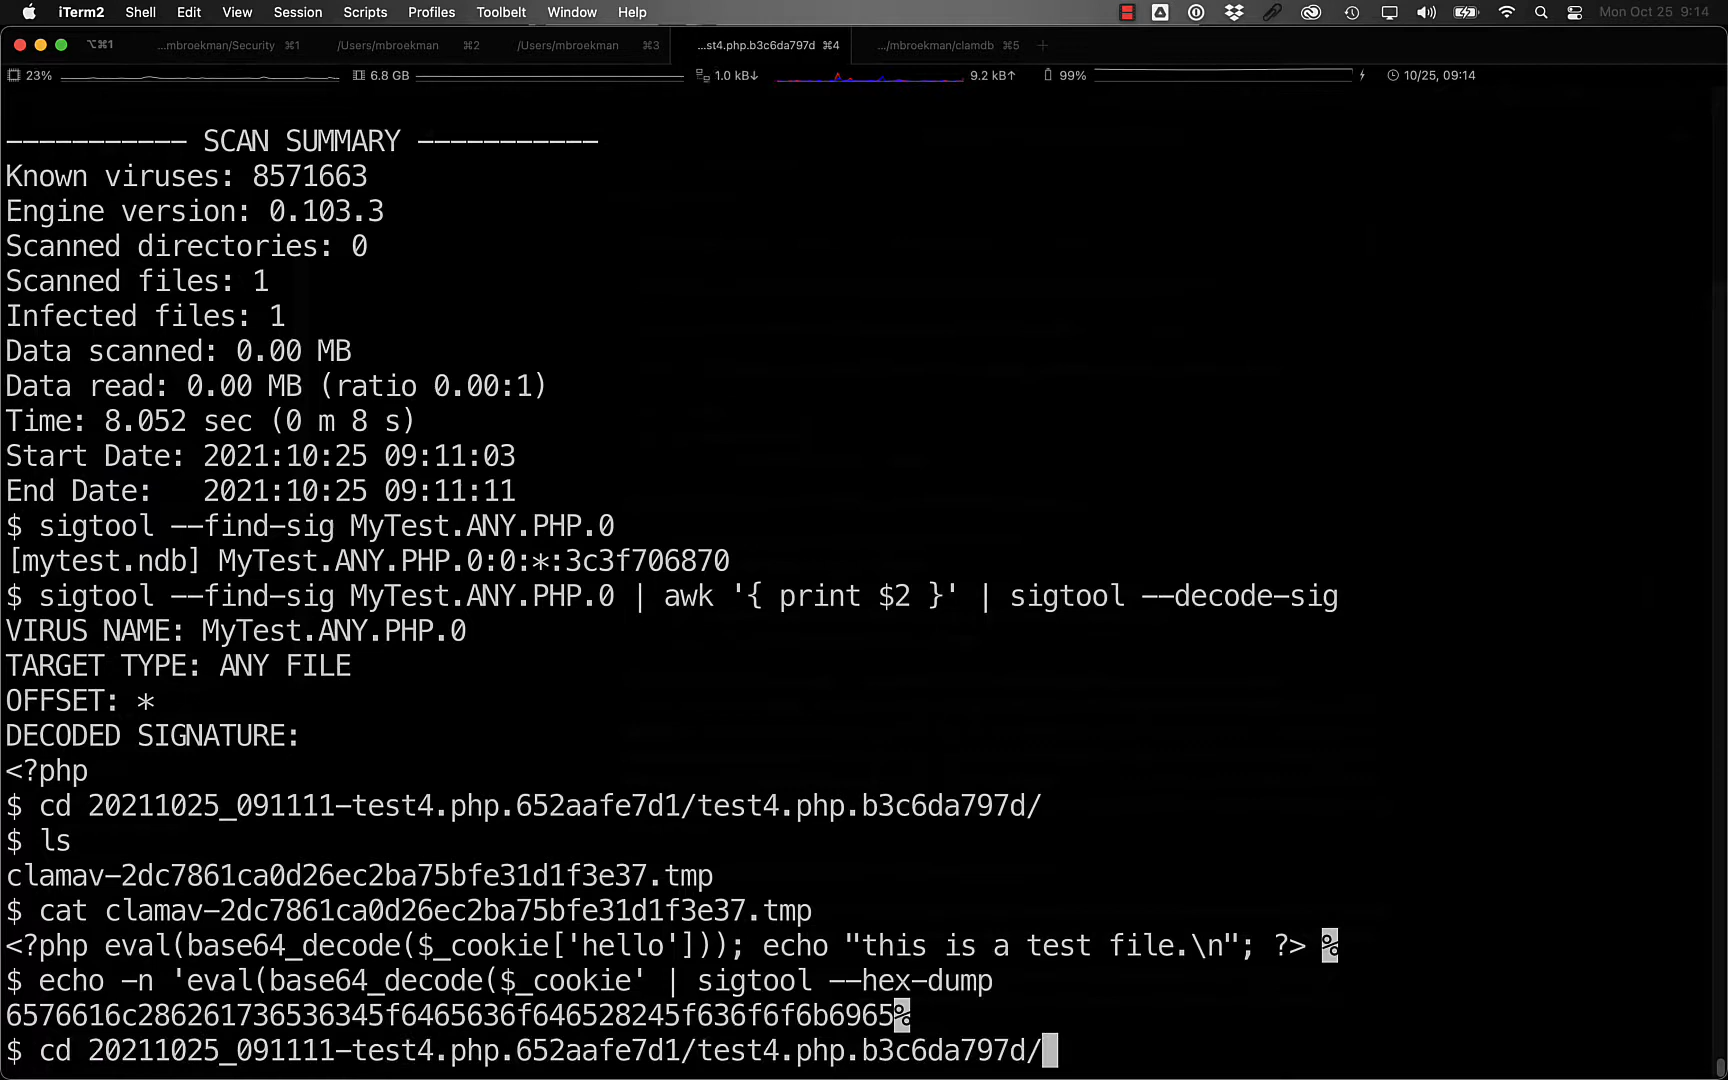 iTerm2 Shell Edit View Session Scripts Profiles Toolbelt Window Help Mon Oct 25 9:14
⌥⌘1 ...mbroekman/Security ⌘1 /Users/mbroekman ⌘2 /Users/mbroekman ⌘3 ...st4.php.b3c6da797d ⌘4 .../mbroekman/clamdb ⌘5 +
23% 6.8 GB 1.0 kB↓ 9.2 kB↑ 99% 10/25, 09:14
----------- SCAN SUMMARY -----------
Known viruses: 8571663
Engine version: 0.103.3
Scanned directories: 0
Scanned files: 1
Infected files: 1
Data scanned: 0.00 MB
Data read: 0.00 MB (ratio 0.00:1)
Time: 8.052 sec (0 m 8 s)
Start Date: 2021:10:25 09:11:03
End Date:   2021:10:25 09:11:11
$ sigtool --find-sig MyTest.ANY.PHP.0
[mytest.ndb] MyTest.ANY.PHP.0:0:*:3c3f706870
$ sigtool --find-sig MyTest.ANY.PHP.0 | awk '{ print $2 }' | sigtool --decode-sig
VIRUS NAME: MyTest.ANY.PHP.0
TARGET TYPE: ANY FILE
OFFSET: *
DECODED SIGNATURE:
<?php
$ cd 20211025_091111-test4.php.652aafe7d1/test4.php.b3c6da797d/
$ ls
clamav-2dc7861ca0d26ec2ba75bfe31d1f3e37.tmp
$ cat clamav-2dc7861ca0d26ec2ba75bfe31d1f3e37.tmp
<?php eval(base64_decode($_cookie['hello'])); echo "this is a test file.\n"; ?> %
$ echo -n 'eval(base64_decode($_cookie' | sigtool --hex-dump
6576616c286261736536345f6465636f646528245f636f6f6b6965%
$ cd 20211025_091111-test4.php.652aafe7d1/test4.php.b3c6da797d/